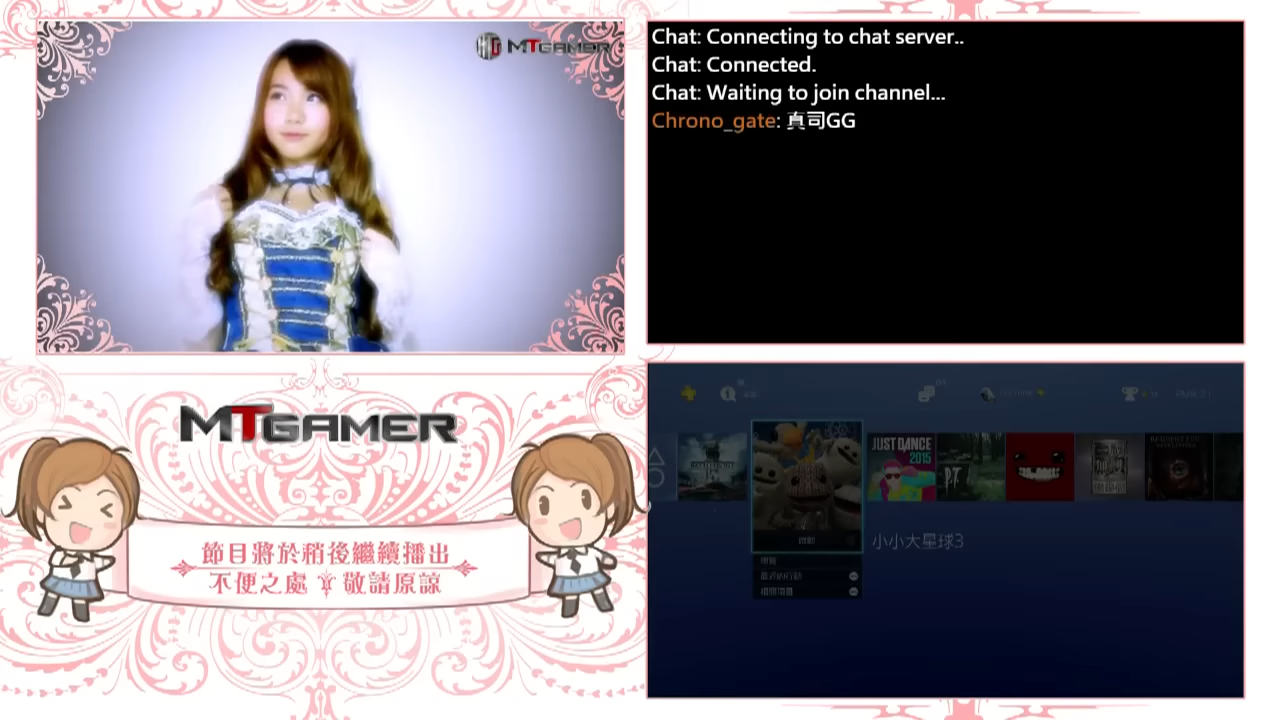 MTGAMER
Chat: Connecting to chat server..
Chat: Connected.
Chat: Waiting to join channel...
Chrono_gate: 真司GG
MTGAMER
節目將於稍後繼續播出
不便之處 敬請原諒
JUST DANCE
2015
P.T.
小小大星球3